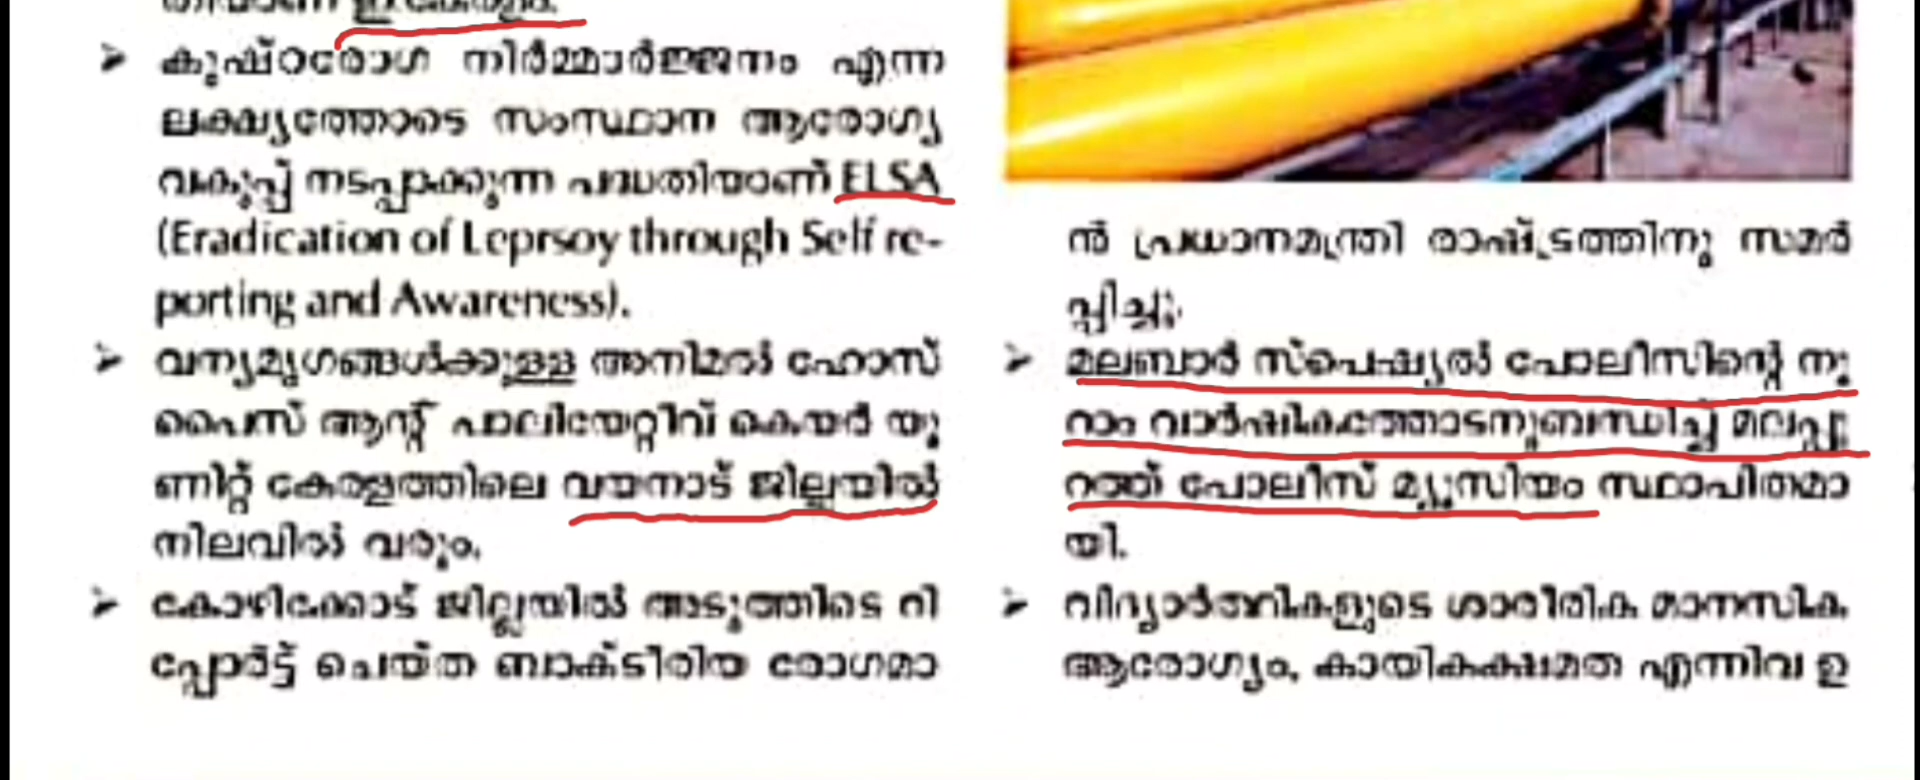 ഇ-കേരളം.
➤ കുഷ്ഠരോഗ നിർമ്മാർജ്ജനം എന്ന
ലക്ഷ്യത്തോടെ സംസ്ഥാന ആരോഗ്യ
വകുപ്പ് നടപ്പാക്കുന്ന പദ്ധതിയാണ് ELSA
(Eradication of Leprsoy through Self re-
porting and Awareness).
➤ വന്യമൃഗങ്ങൾക്കുള്ള അനിമൽ ഹോസ്
പൈസ് ആന്റ് പാലിയേറ്റീവ് കെയർ യു
ണിറ്റ് കേരളത്തിലെ വയനാട് ജില്ലയിൽ
നിലവിൽ വരും.
➤ കോഴിക്കോട് ജില്ലയിൽ അടുത്തിടെ റി
പ്പോർട്ട് ചെയ്ത ബാക്ടീരിയ രോഗമാ
ൻ പ്രധാനമന്ത്രി രാഷ്ട്രത്തിനു സമർ
പ്പിച്ചു.
➤ മലബാർ സ്പെഷ്യൽ പോലീസിന്റെ നൂ
റാം വാർഷികത്തോടനുബന്ധിച്ച് മലപ്പു
റത്ത് പോലീസ് മ്യൂസിയം സ്ഥാപിതമാ
യി.
➤ വിദ്യാർത്ഥികളുടെ ശാരീരിക മാനസിക
ആരോഗ്യം, കായികക്ഷമത എന്നിവ ഉ